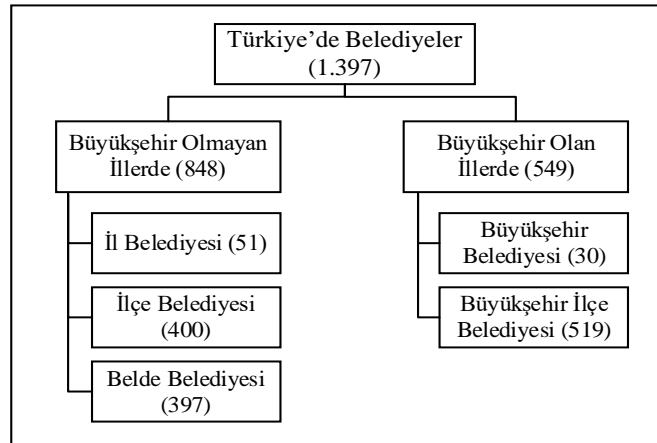 Türkiye’de Belediyeler
(1.397)
Büyükşehir Olmayan
İllerde (848)
İl Belediyesi (51)
İlçe Belediyesi
(400)
Belde Belediyesi
(397)
Büyükşehir Olan
İllerde (549)
Büyükşehir
Belediyesi (30)
Büyükşehir İlçe
Belediyesi (519)